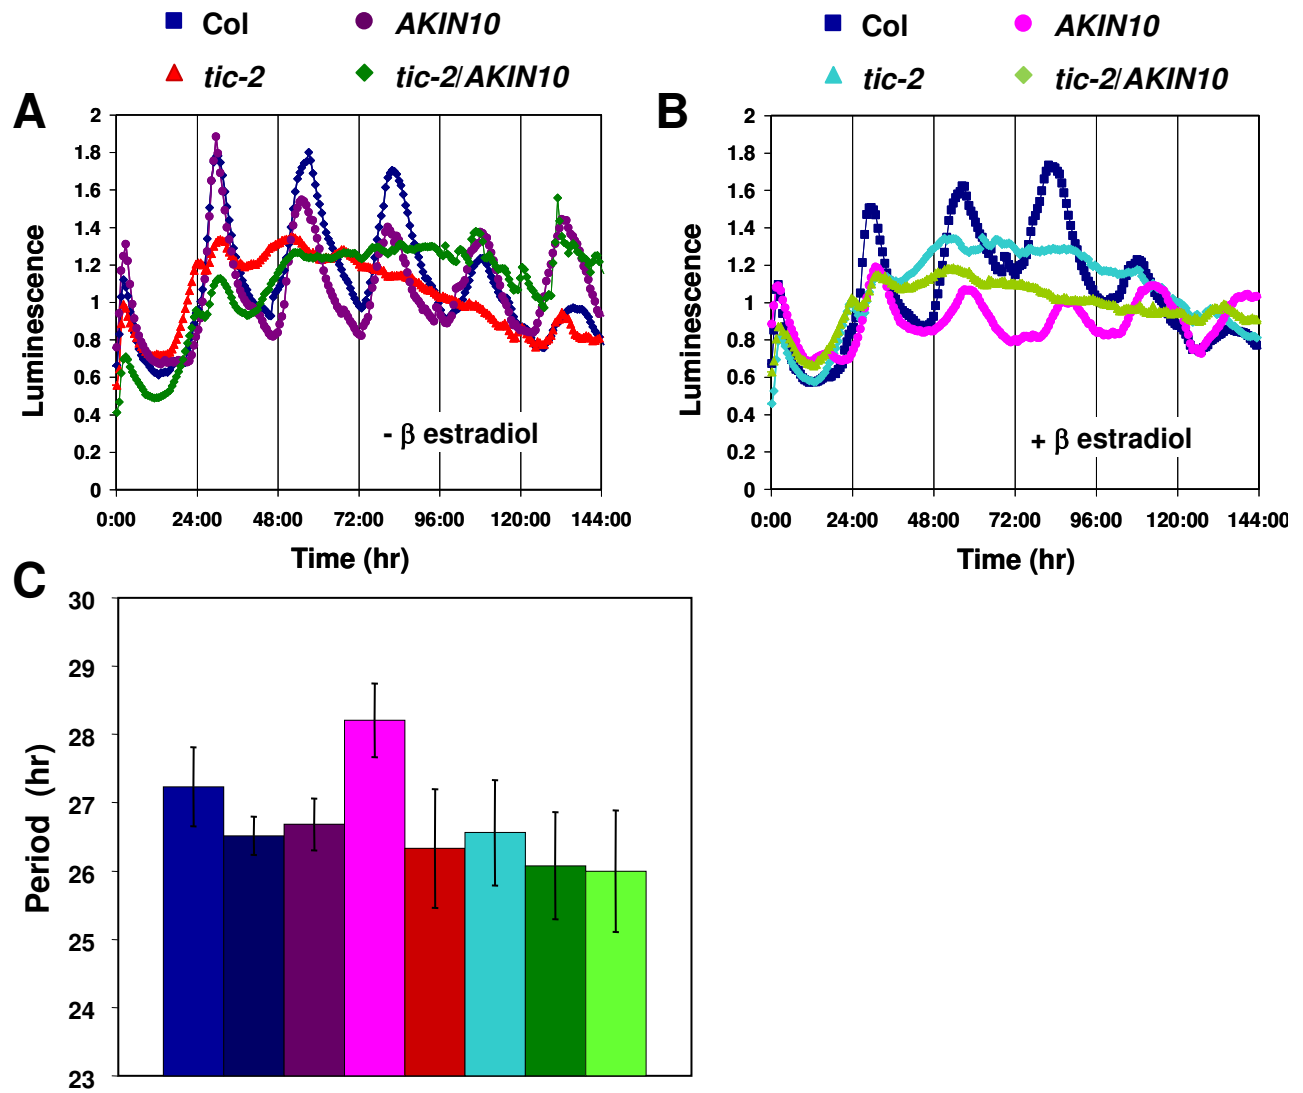 Col
AKIN10
tic-2
tic-2/AKIN10
A
2
1.8
1.6
1.4
1.2
1
0.8
0.6
0.4
0.2
0
Luminescence
- β estradiol
0:00 24:00 48:00 72:00 96:00 120:00 144:00
Time (hr)
Col
AKIN10
tic-2
tic-2/AKIN10
B
2
1.8
1.6
1.4
1.2
1
0.8
0.6
0.4
0.2
0
Luminescence
+ β estradiol
0:00 24:00 48:00 72:00 96:00 120:00 144:00
Time (hr)
C
30
29
28
27
26
25
24
23
Period (hr)